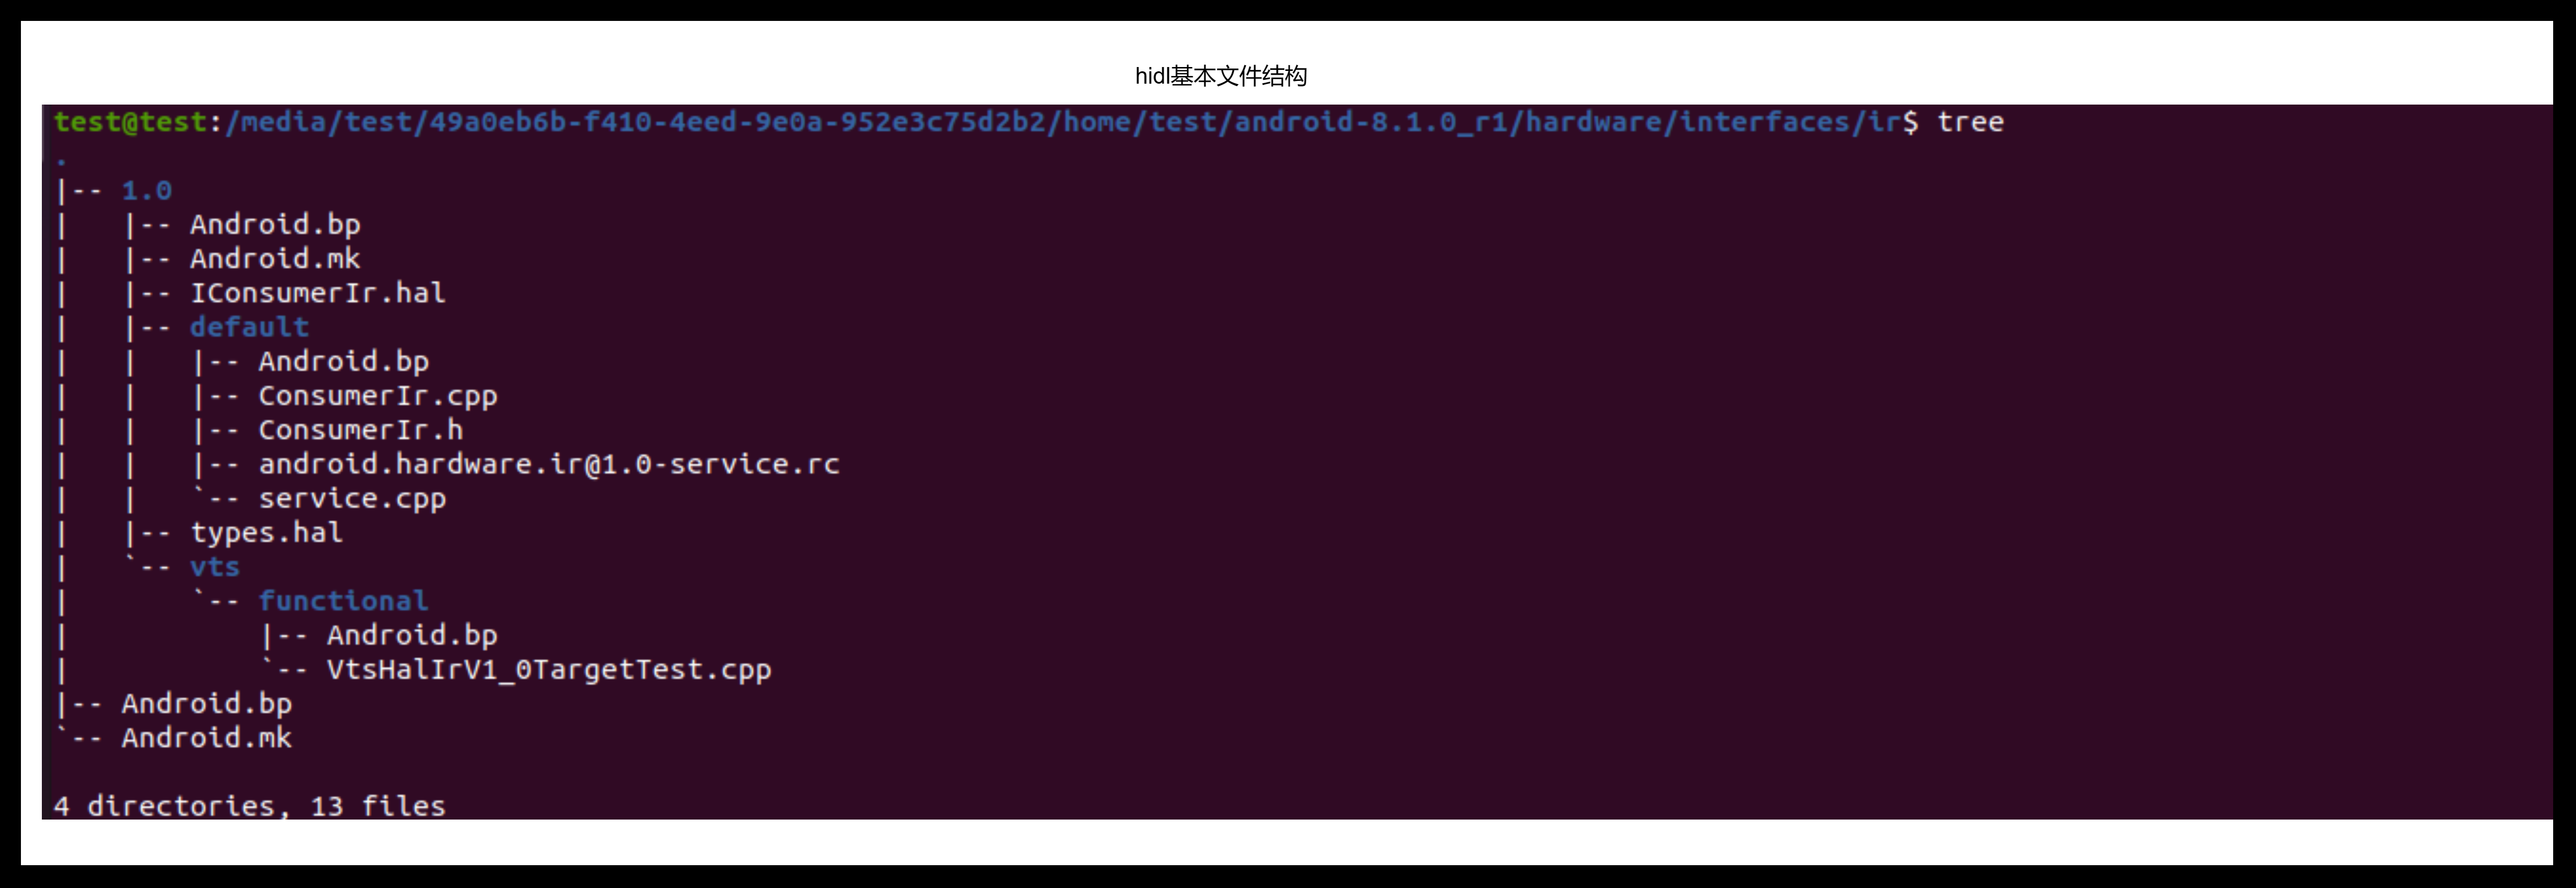 hidl基本文件结构
test@test:/media/test/49a0eb6b-f410-4eed-9e0a-952e3c75d2b2/home/test/android-8.1.0_r1/hardware/interfaces/ir$ tree
.
|-- 1.0
|   |-- Android.bp
|   |-- Android.mk
|   |-- IConsumerIr.hal
|   |-- default
|   |   |-- Android.bp
|   |   |-- ConsumerIr.cpp
|   |   |-- ConsumerIr.h
|   |   |-- android.hardware.ir@1.0-service.rc
|   |   `-- service.cpp
|   |-- types.hal
|   `-- vts
|       `-- functional
|           |-- Android.bp
|           `-- VtsHalIrV1_0TargetTest.cpp
|-- Android.bp
`-- Android.mk
4 directories, 13 files